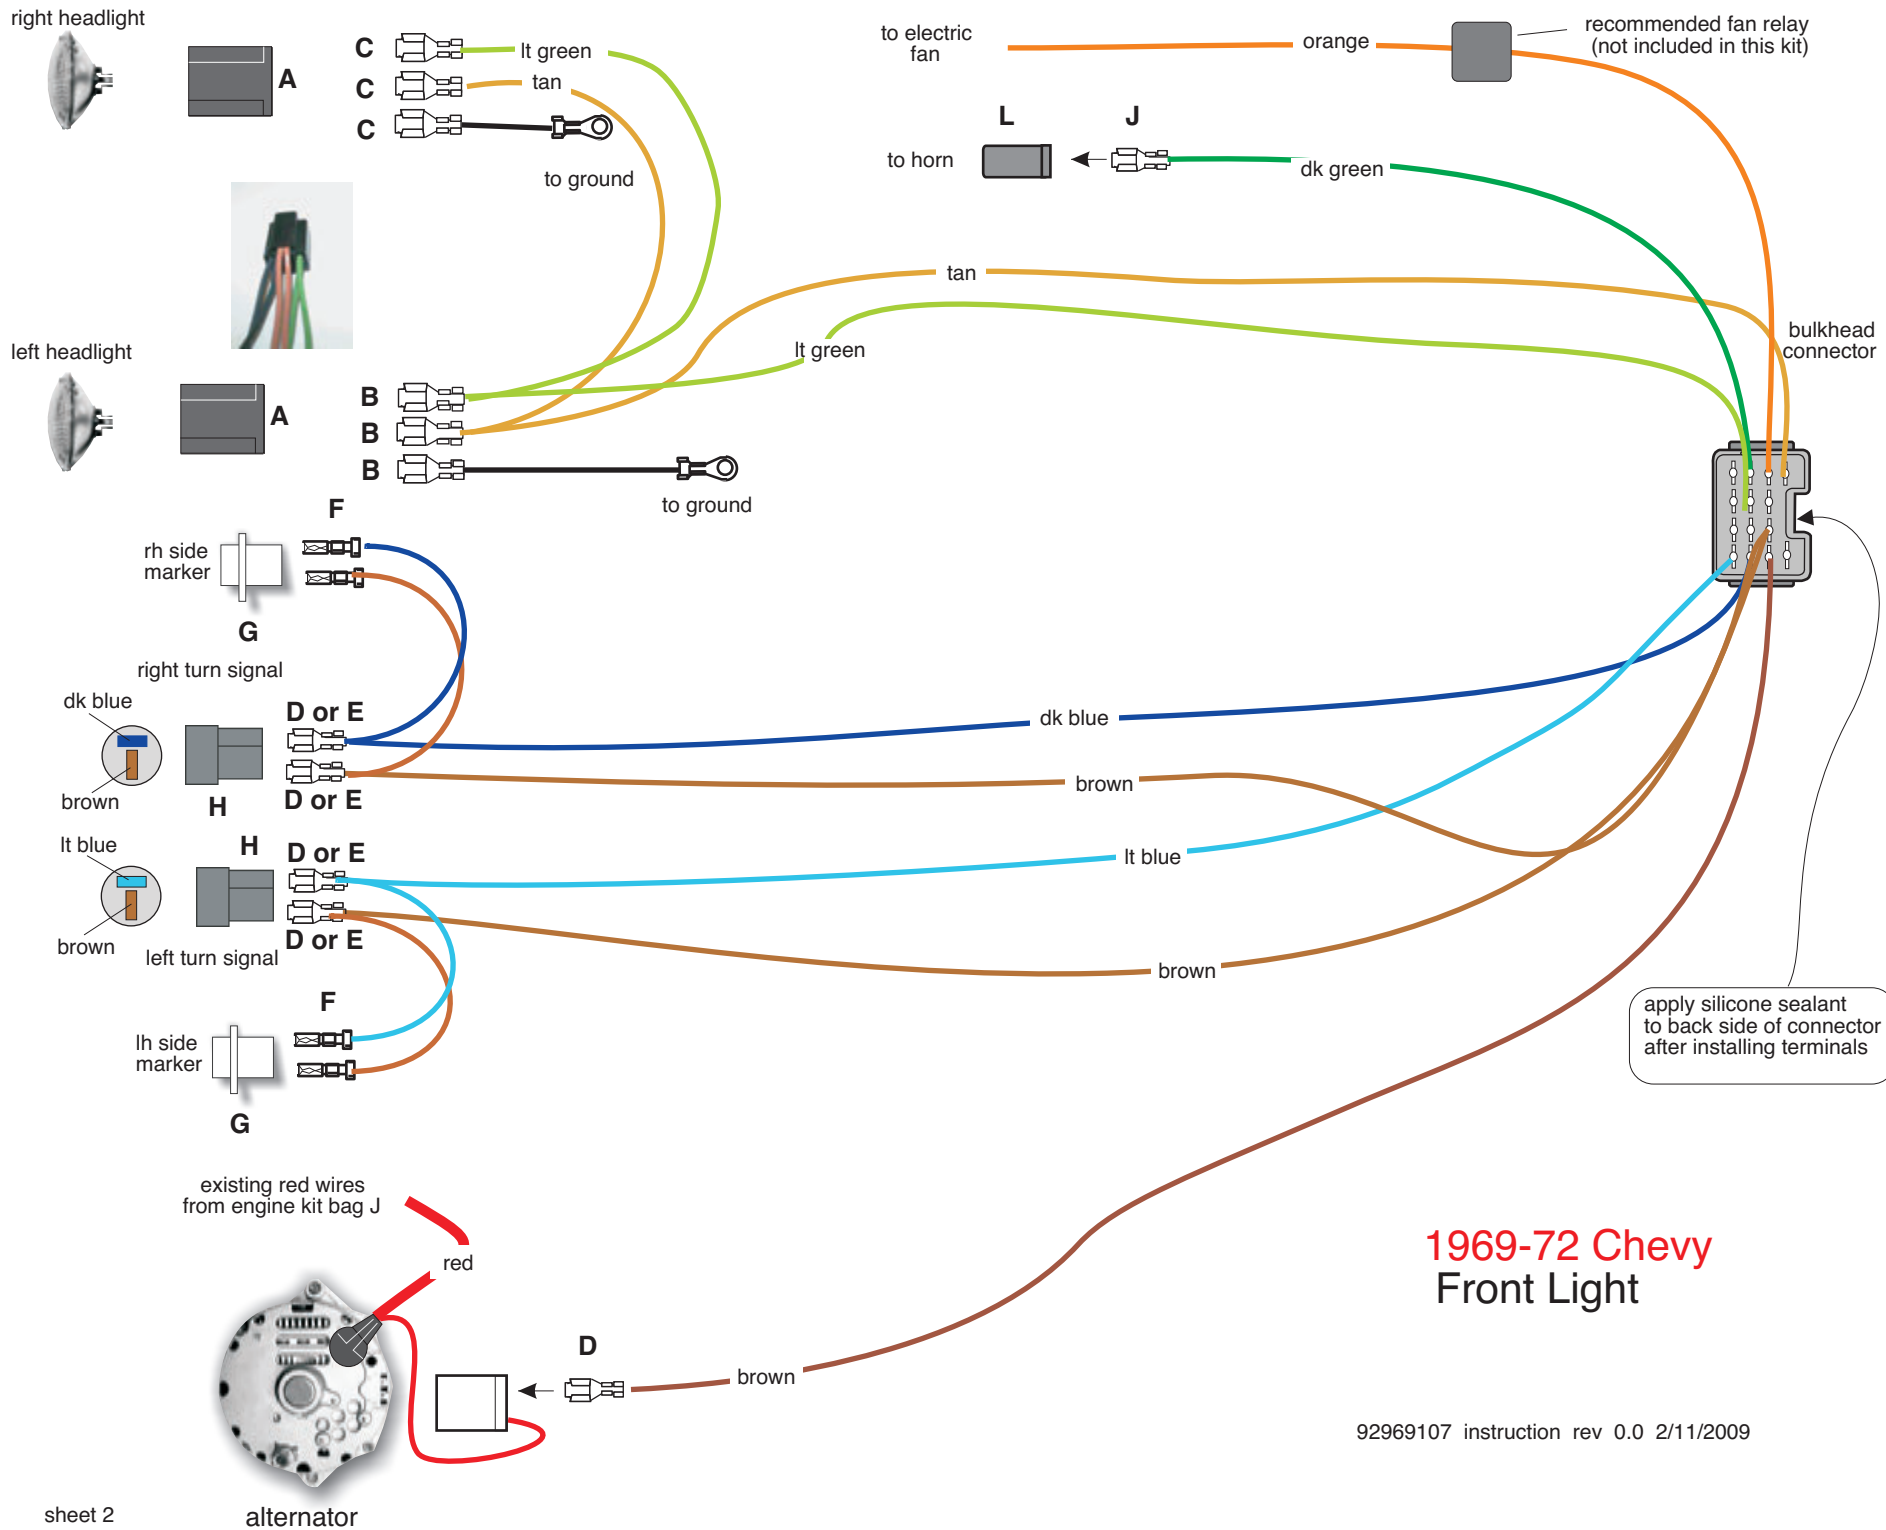 right headlight
A
C
lt green
C
tan
C
to ground
to electric
fan
orange
recommended fan relay
(not included in this kit)
L
J
to horn
dk green
tan
lt green
bulkhead
connector
left headlight
A
B
B
B
to ground
F
rh side
marker
G
right turn signal
dk blue
D or E
dk blue
brown
H
D or E
brown
lt blue
H
D or E
lt blue
brown
D or E
left turn signal
brown
F
lh side
marker
G
apply silicone sealant
to back side of connector
after installing terminals
existing red wires
from engine kit bag J
red
1969-72 Chevy
Front Light
D
brown
92969107 instruction rev 0.0 2/11/2009
sheet 2
alternator